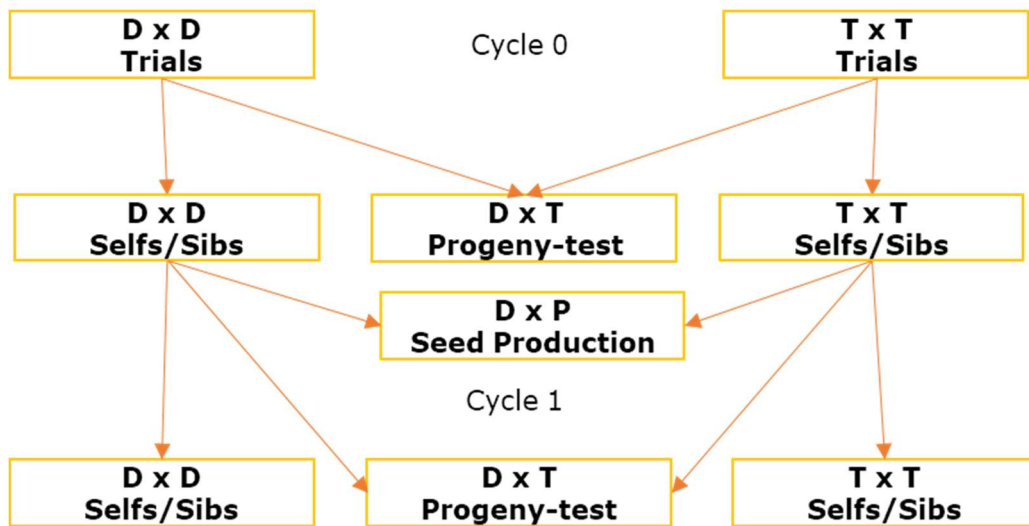 D x D
Trials
Cycle 0
T x T
Trials
D x D
Selfs/Sibs
D x T
Progeny-test
T x T
Selfs/Sibs
D x P
Seed Production
Cycle 1
D x D
Selfs/Sibs
D x T
Progeny-test
T x T
Selfs/Sibs